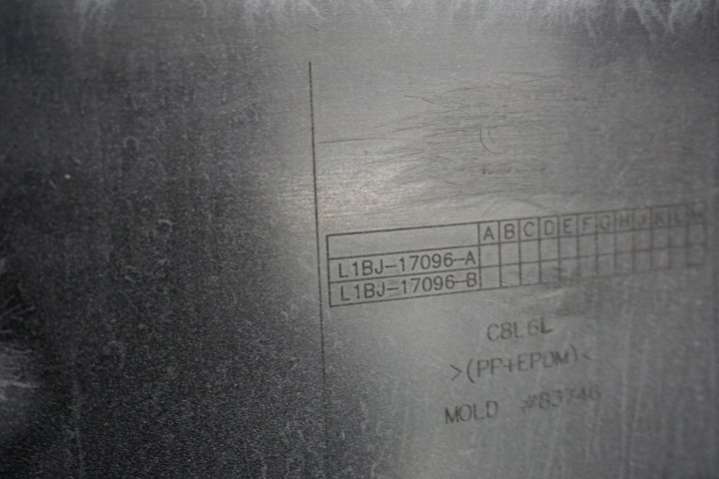 A B C D E F G H J K L M
L1BJ-17096-A
L1BJ-17096-B
C8L6L
>(PP+EPDM)<
MOLD #83746